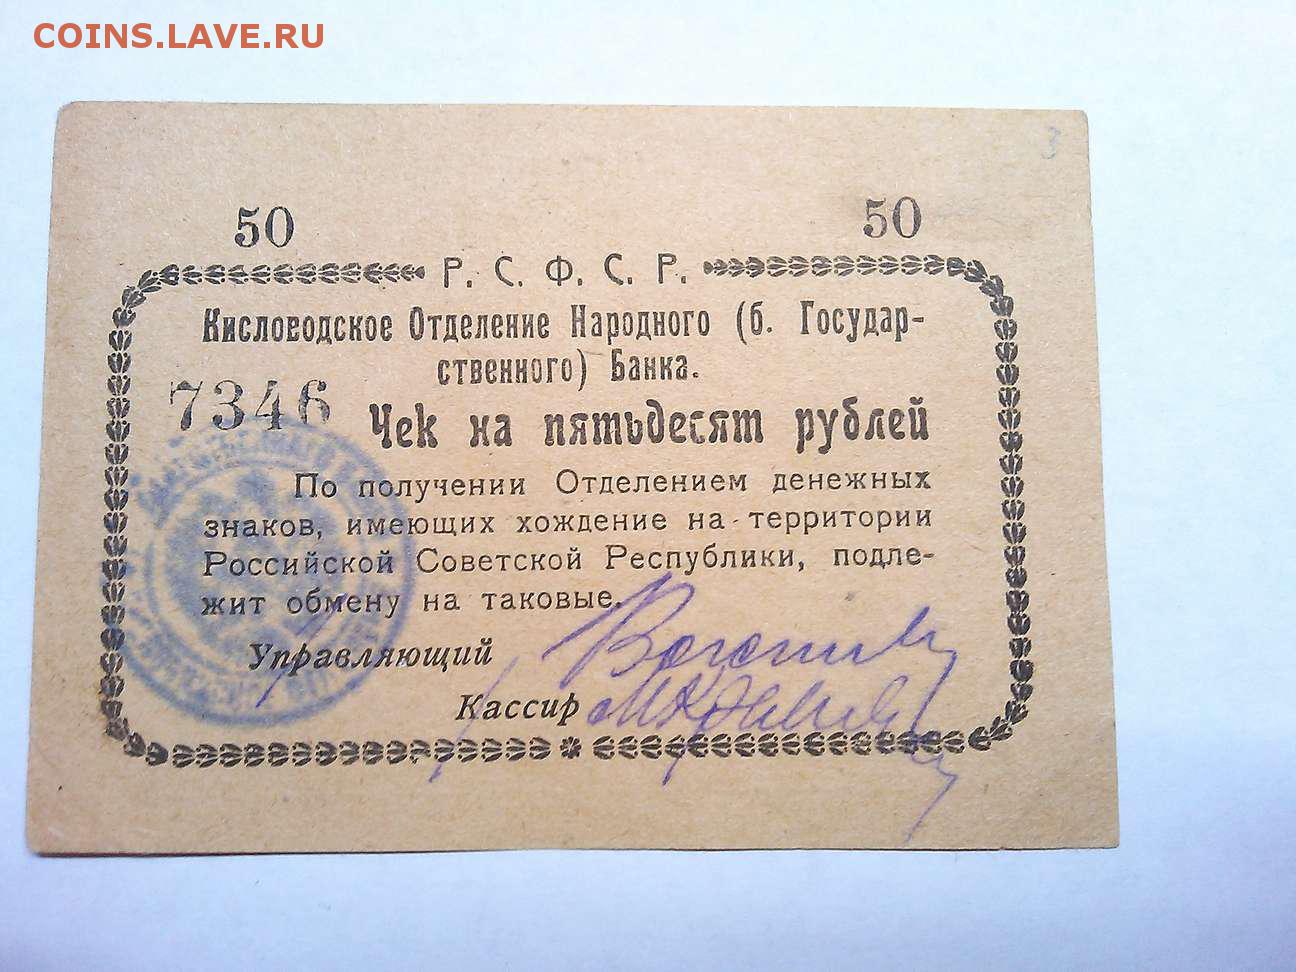 COINS.LAVE.RU
3
50 50
Р. С. Ф. С. Р.
Кисловодское Отделение Народного (б. Государ-
ственного) Банка.
7346
Чек на пятьдесят рублей
По получении Отделением денежных
знаков, имеющих хождение на территории
Российской Советской Республики, подле-
жит обмену на таковые.
Управляющий
Кассир